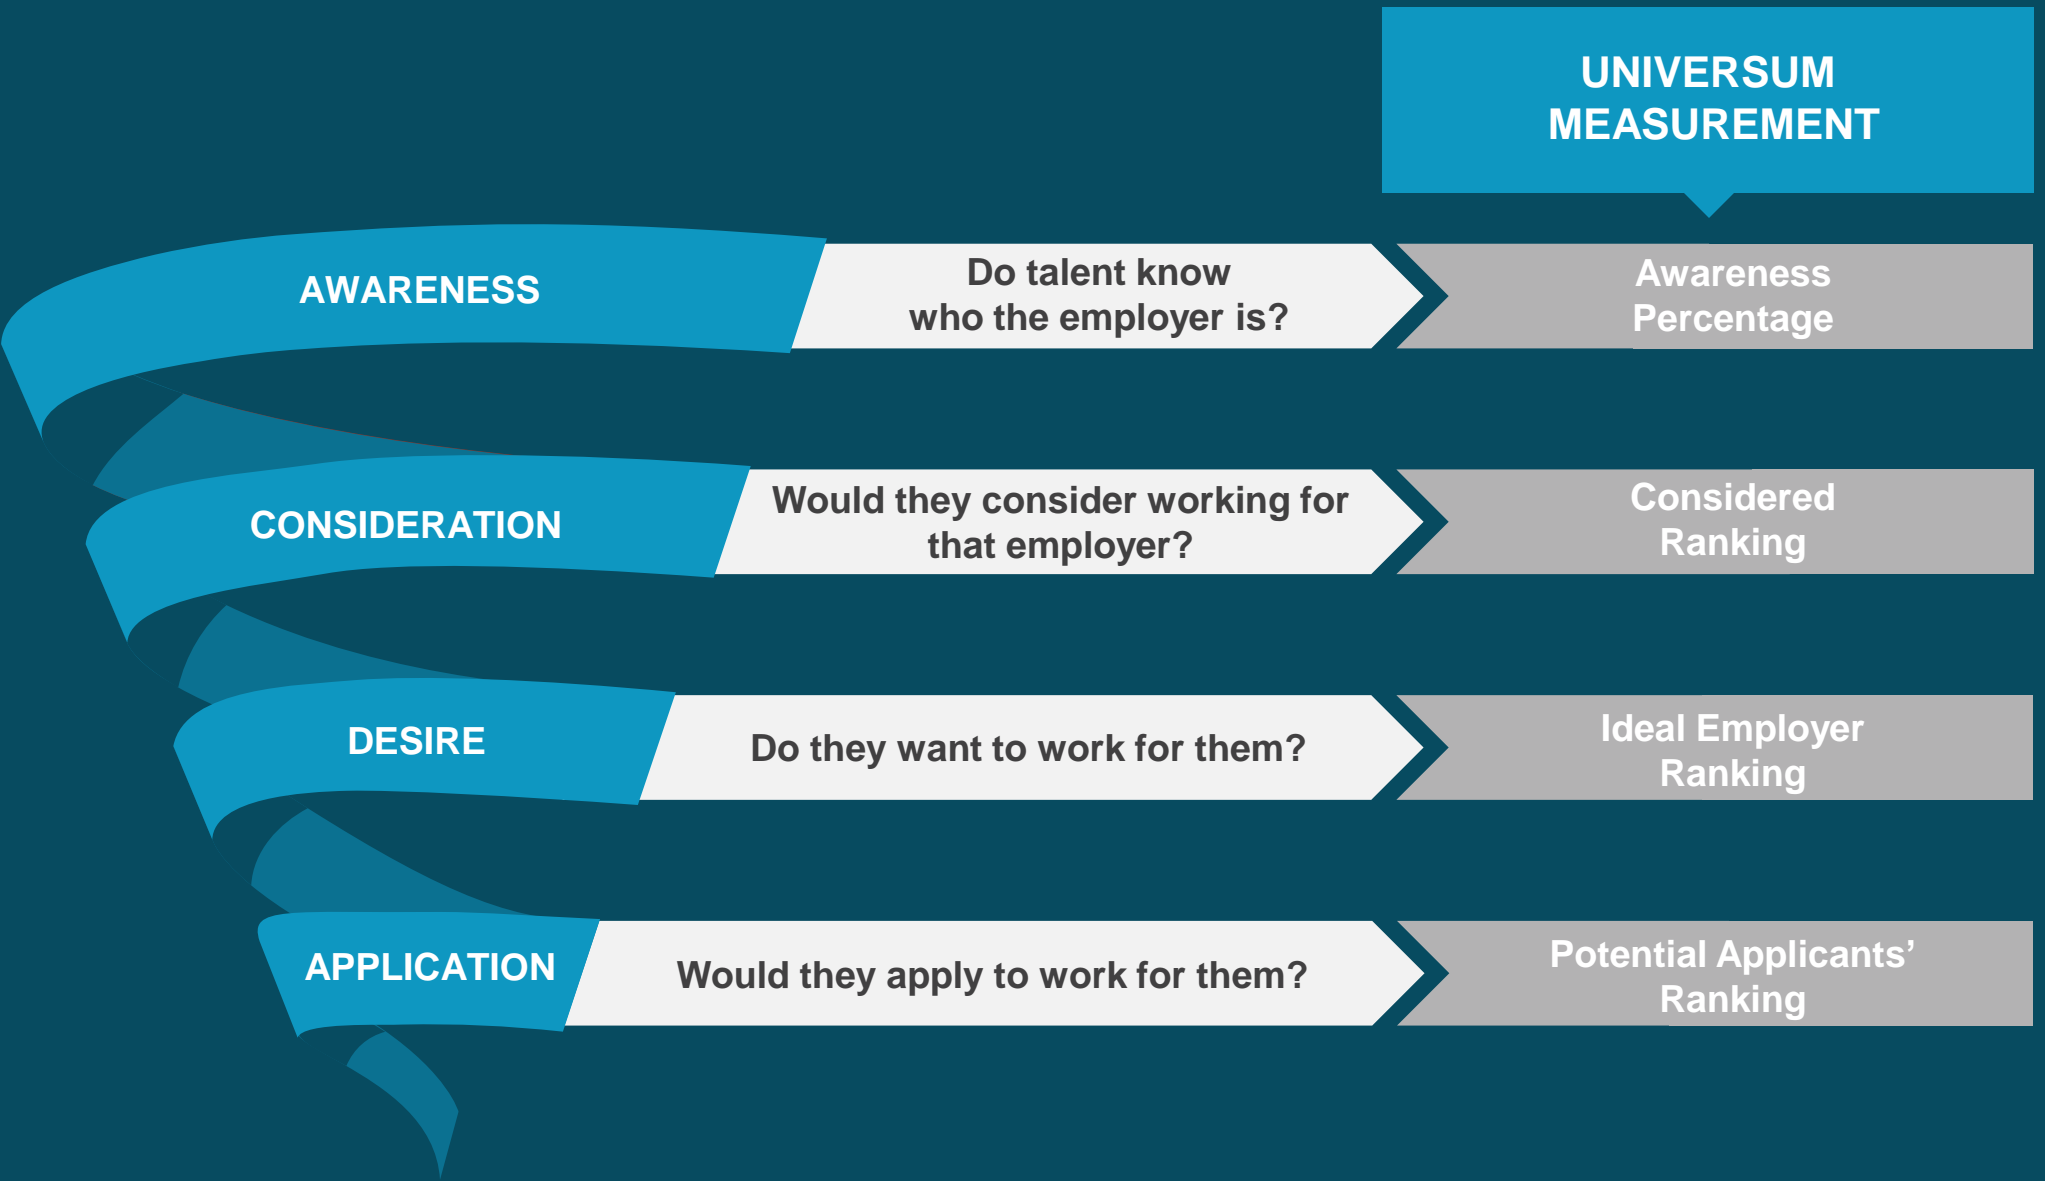 UNIVERSUM
MEASUREMENT
AWARENESS
Do talent know
who the employer is?
Awareness
Percentage
CONSIDERATION
Would they consider working for
that employer?
Considered
Ranking
DESIRE
Do they want to work for them?
Ideal Employer
Ranking
APPLICATION
Would they apply to work for them?
Potential Applicants’
Ranking